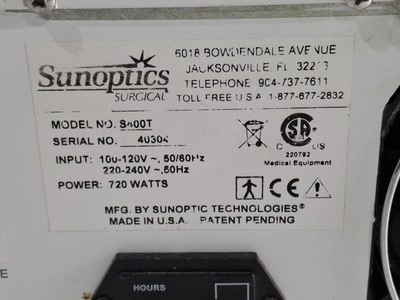 Sunoptics
SURGICAL
6018 BOWDENDALE AVENUE
JACKSONVILLE, FL
TELEPHONE 904-737-7611
TOLL FREE U.S.A. 1-877-677-2832
MODEL NO. S400T
SERIAL NO. 40304
INPUT: 100-120V ~, 50/60Hz
220-240V ~, 50Hz
POWER: 720 WATTS
220792
Medical Equipment
MFG. BY SUNOPTIC TECHNOLOGIES®
MADE IN U.S.A. PATENT PENDING
HOURS